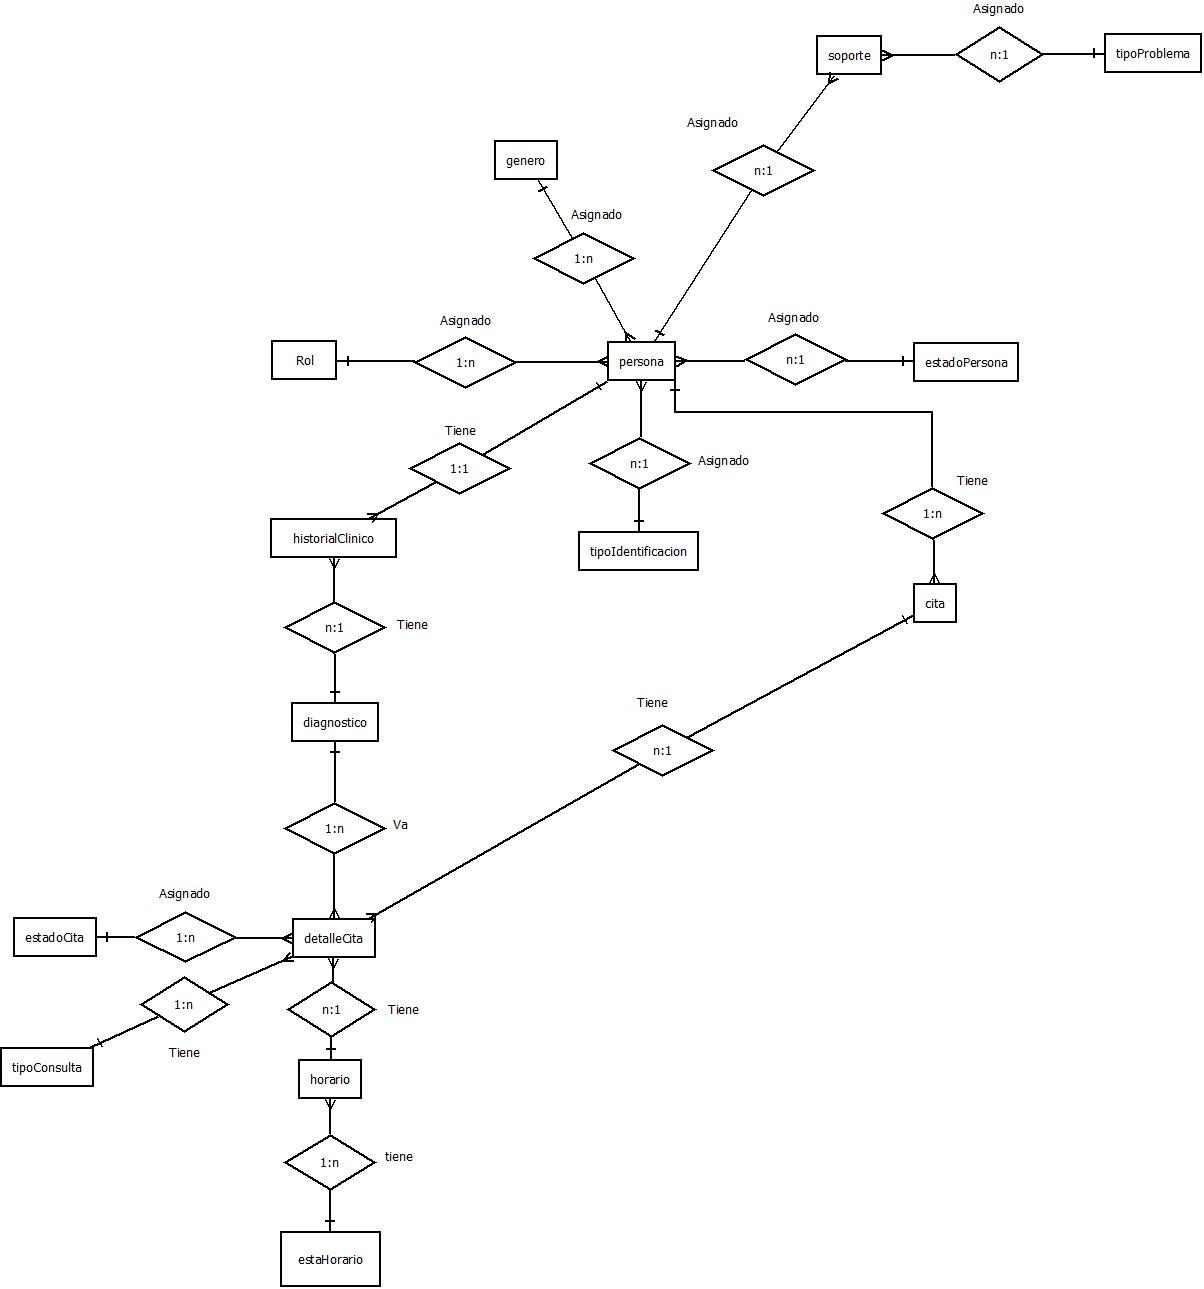 Asignado
soporte
n:1
tipoProblema
Asignado
n:1
genero
Asignado
1:n
Asignado
Asignado
Rol
1:n
persona
n:1
estadoPersona
Tiene
1:1
n:1
Asignado
Tiene
1:n
historialClinico
tipoIdentificacion
cita
n:1
Tiene
diagnostico
Tiene
n:1
1:n
Va
Asignado
estadoCita
1:n
detalleCita
1:n
n:1
Tiene
Tiene
tipoConsulta
horario
1:n
tiene
estaHorario